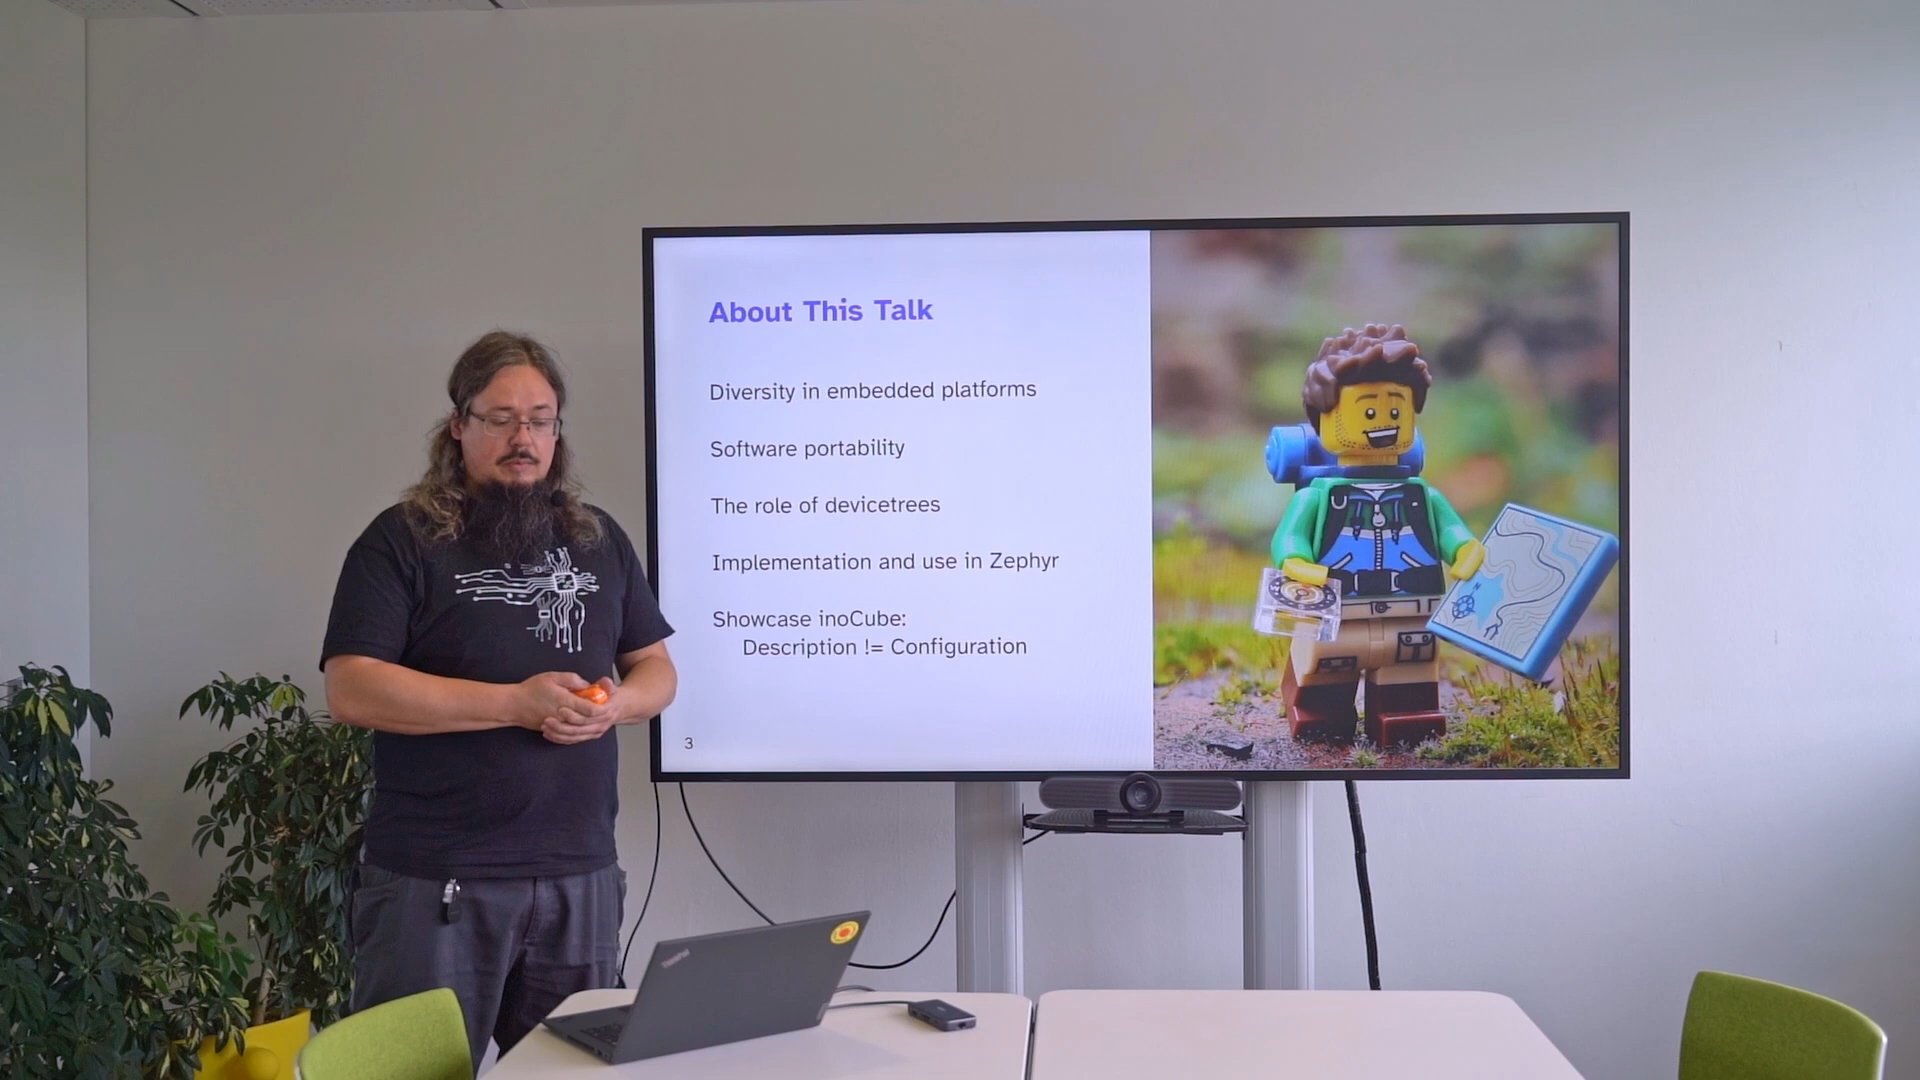 About This Talk
Diversity in embedded platforms
Software portability
The role of devicetrees
Implementation and use in Zephyr
Showcase inoCube:
Description != Configuration
3
ThinkPad